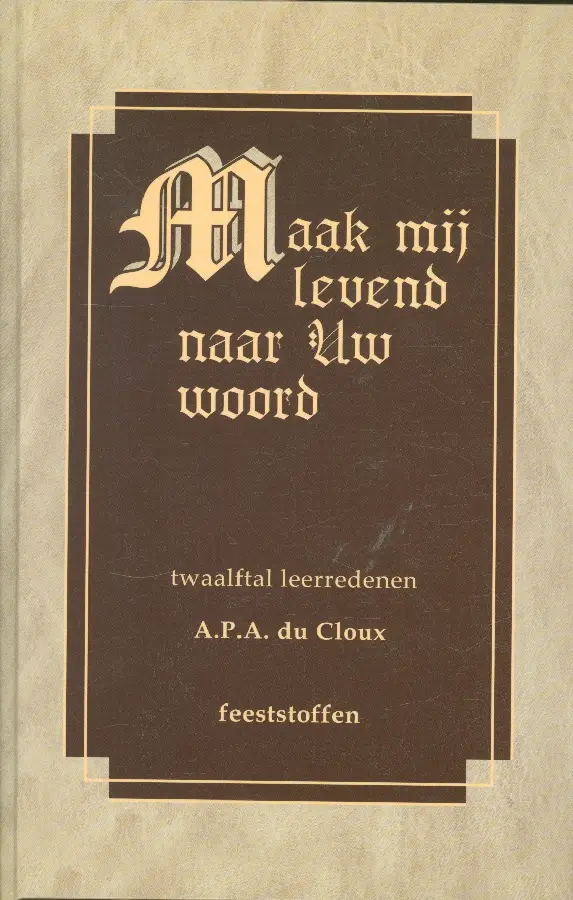 Maak mij
levend
naar Uw
woord
twaalftal leerredenen
A.P.A. du Cloux
feeststoffen